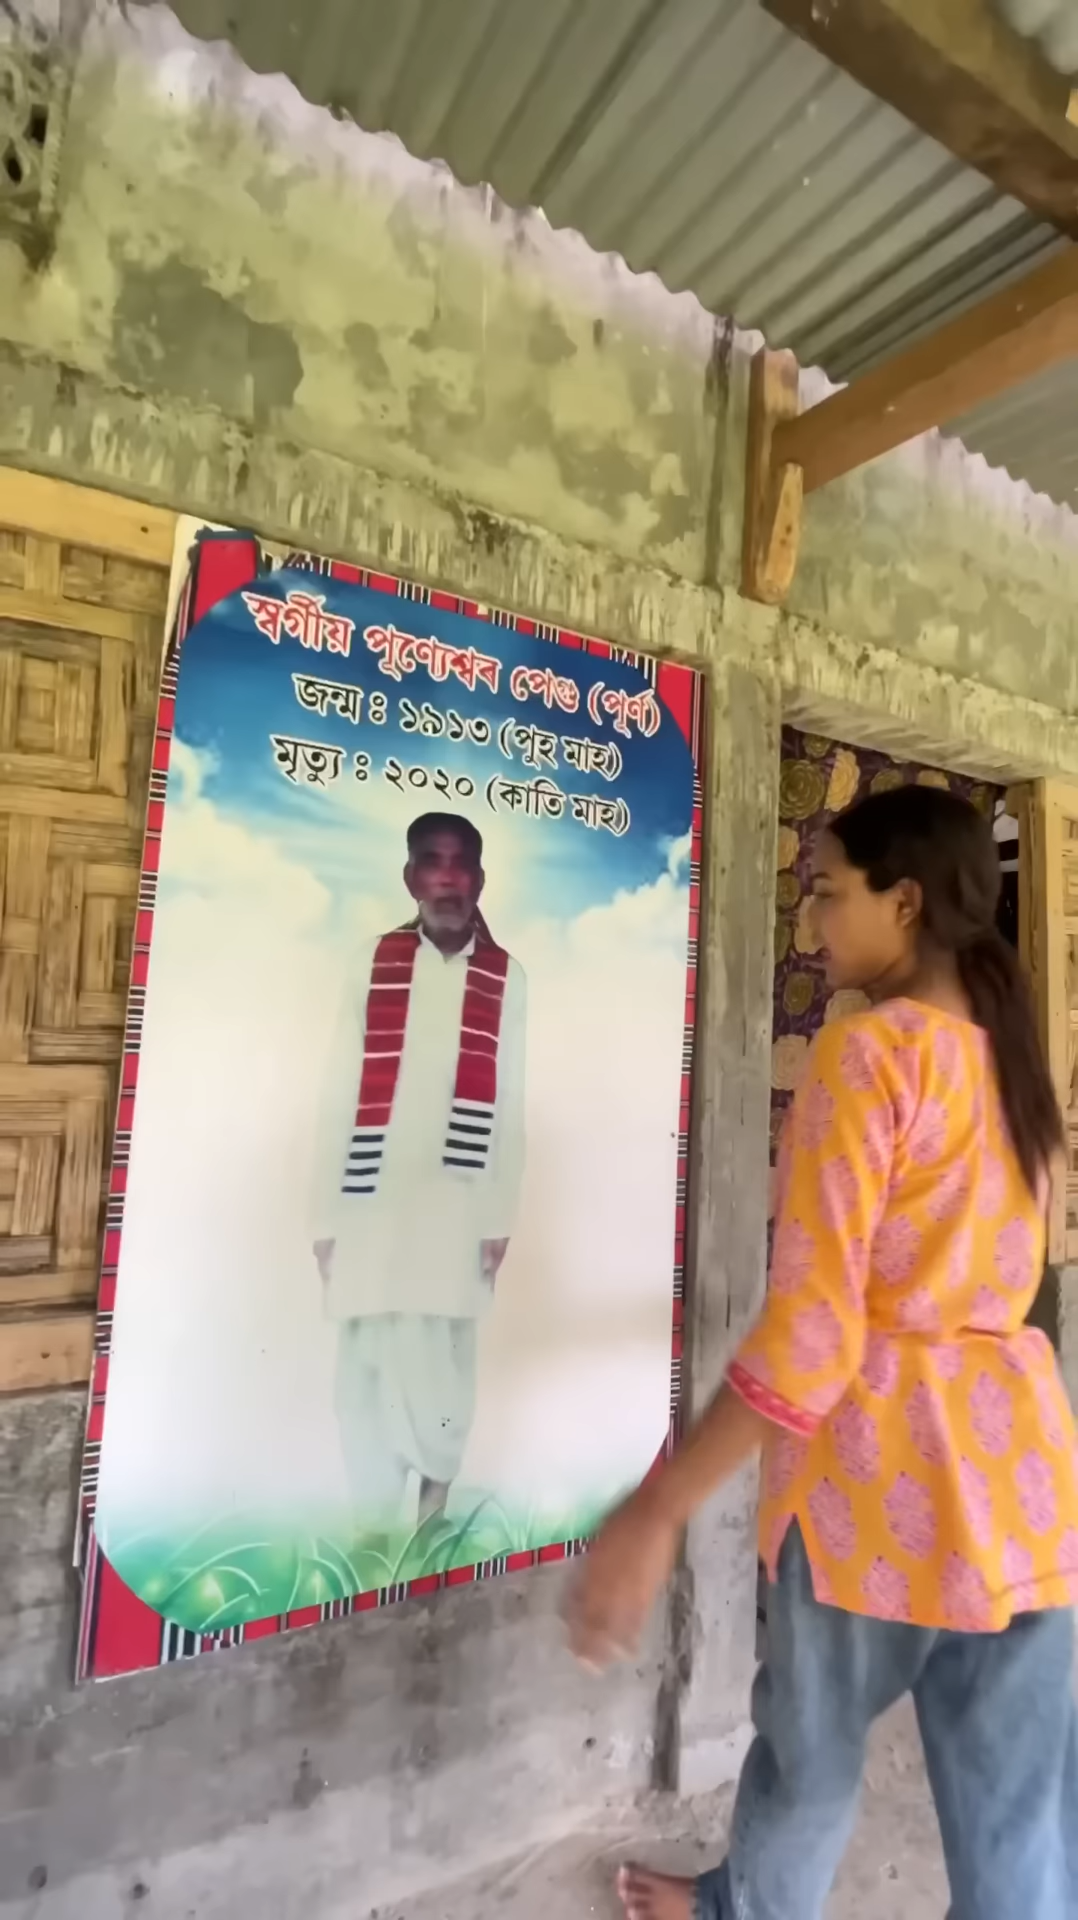 স্বৰ্গীয় পূণ্যেশ্বৰ পেগু (পূৰ্ণ)
জন্ম : ১৯১৩ (পুহ মাহ)
মৃত্যু : ২০২০ (কাতি মাহ)